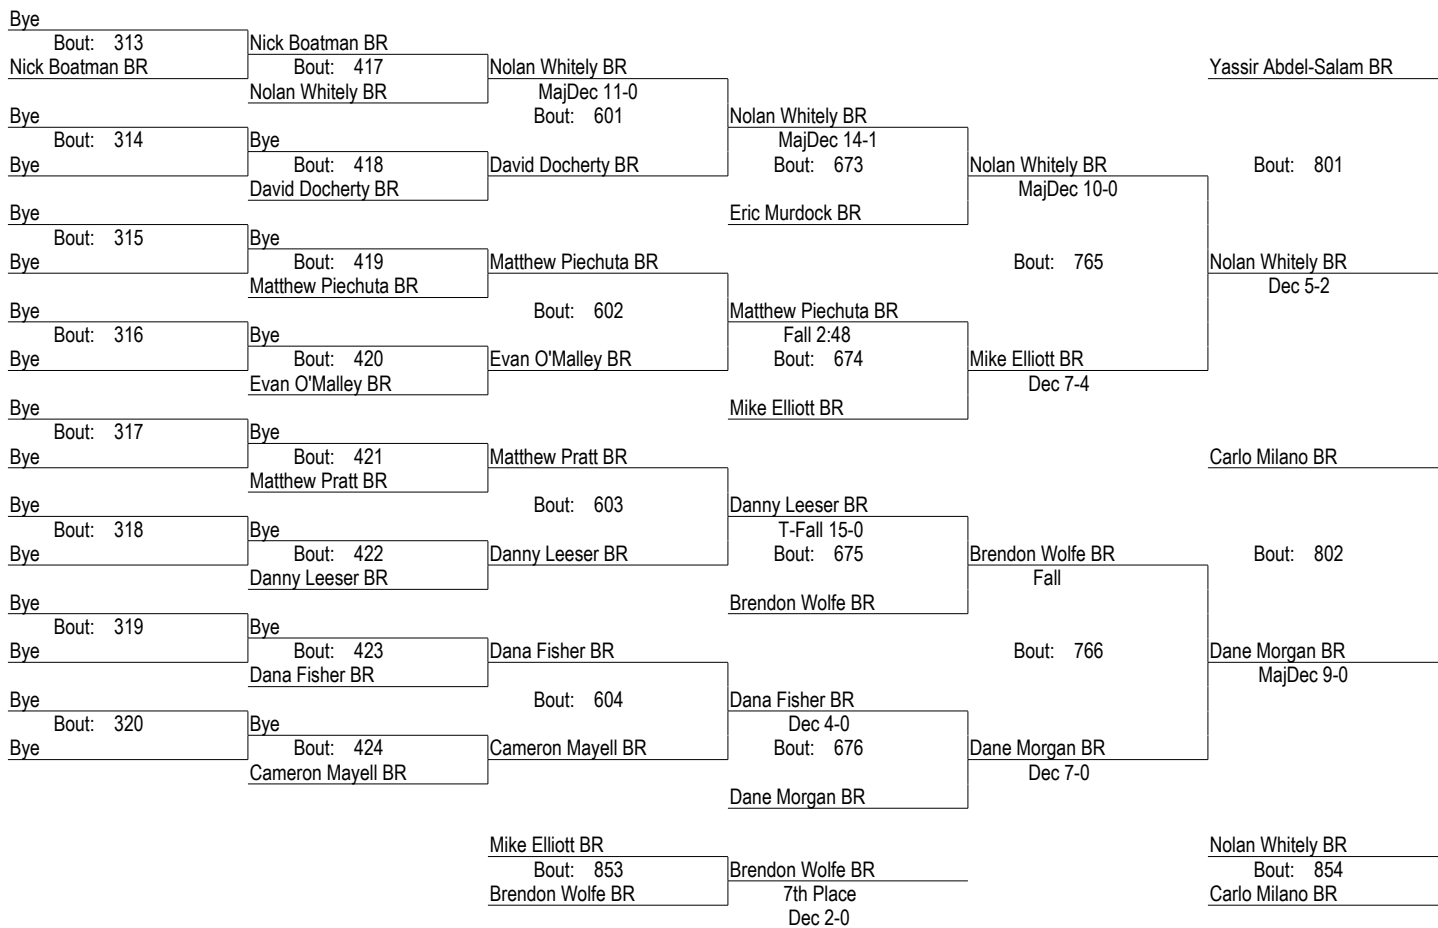 Bye
Bout: 313 Nick Boatman BR
Nick Boatman BR Bout: 417 Nolan Whitely BR Yassir Abdel-Salam BR
Nolan Whitely BR MajDec 11-0
Bye Bout: 601 Nolan Whitely BR
Bout: 314 Bye MajDec 14-1
Bye Bout: 418 David Docherty BR Bout: 673 Nolan Whitely BR Bout: 801
David Docherty BR MajDec 10-0
Bye Eric Murdock BR
Bout: 315 Bye
Bye Bout: 419 Matthew Piechuta BR Bout: 765 Nolan Whitely BR
Matthew Piechuta BR Dec 5-2
Bye Bout: 602 Matthew Piechuta BR
Bout: 316 Bye Fall 2:48
Bye Bout: 420 Evan O'Malley BR Bout: 674 Mike Elliott BR
Evan O'Malley BR Dec 7-4
Bye Mike Elliott BR
Bout: 317 Bye
Bye Bout: 421 Matthew Pratt BR Carlo Milano BR
Matthew Pratt BR
Bye Bout: 603 Danny Leeser BR
Bout: 318 Bye T-Fall 15-0
Bye Bout: 422 Danny Leeser BR Bout: 675 Brendon Wolfe BR Bout: 802
Danny Leeser BR Fall
Bye Brendon Wolfe BR
Bout: 319 Bye
Bye Bout: 423 Dana Fisher BR Bout: 766 Dane Morgan BR
Dana Fisher BR MajDec 9-0
Bye Bout: 604 Dana Fisher BR
Bout: 320 Bye Dec 4-0
Bye Bout: 424 Cameron Mayell BR Bout: 676 Dane Morgan BR
Cameron Mayell BR Dec 7-0
Dane Morgan BR
Mike Elliott BR Nolan Whitely BR
Bout: 853 Brendon Wolfe BR Bout: 854
Brendon Wolfe BR 7th Place Carlo Milano BR
Dec 2-0